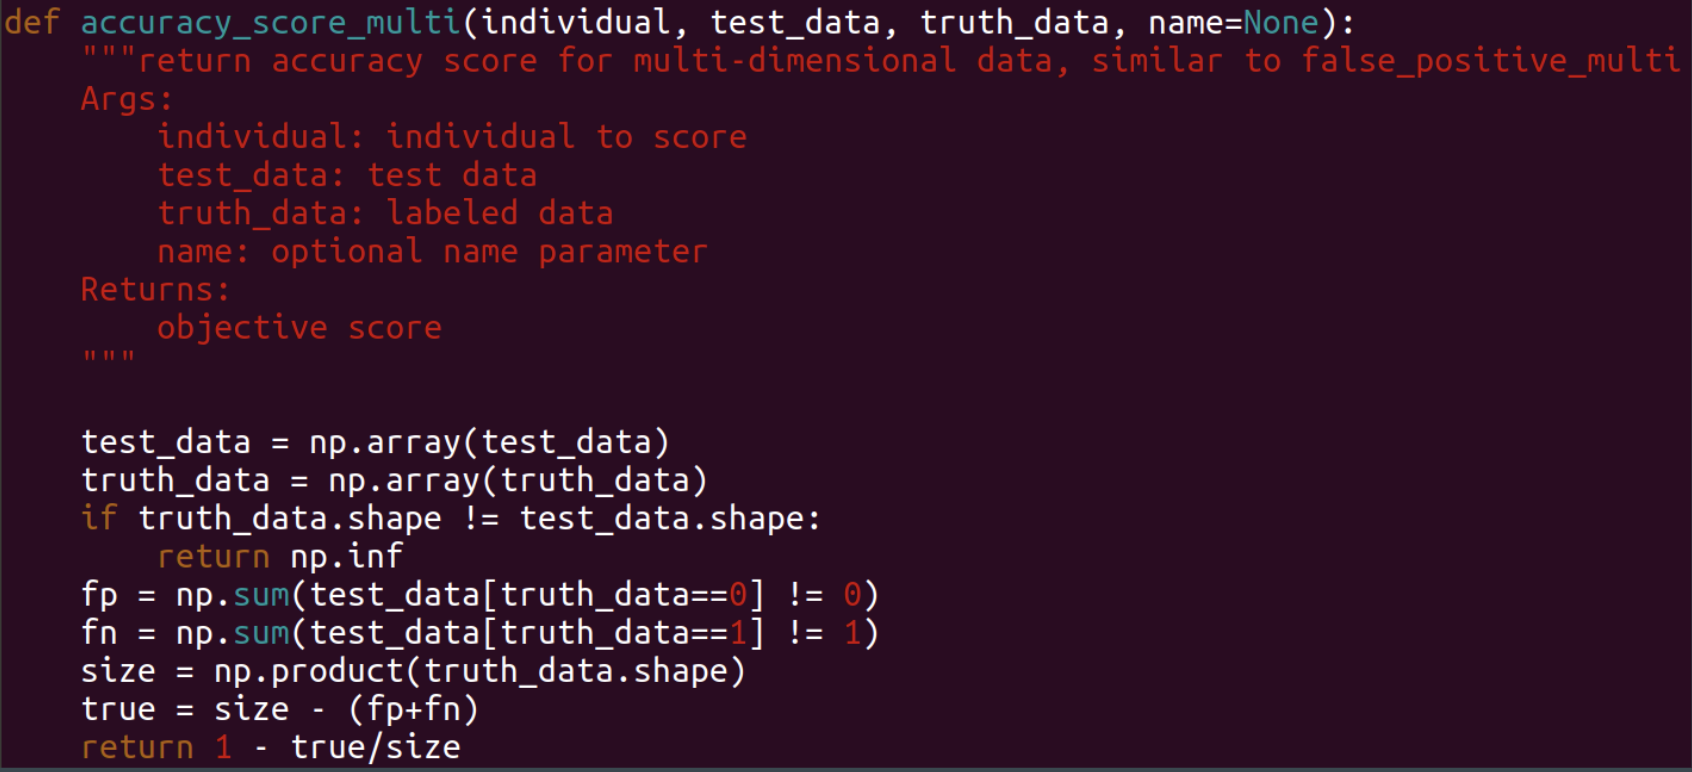 def accuracy_score_multi(individual, test_data, truth_data, name=None):
    """return accuracy score for multi-dimensional data, similar to false_positive_multi
    Args:
        individual: individual to score
        test_data: test data
        truth_data: labeled data
        name: optional name parameter
    Returns:
        objective score
    """

    test_data = np.array(test_data)
    truth_data = np.array(truth_data)
    if truth_data.shape != test_data.shape:
        return np.inf
    fp = np.sum(test_data[truth_data==0] != 0)
    fn = np.sum(test_data[truth_data==1] != 1)
    size = np.product(truth_data.shape)
    true = size - (fp+fn)
    return 1 - true/size